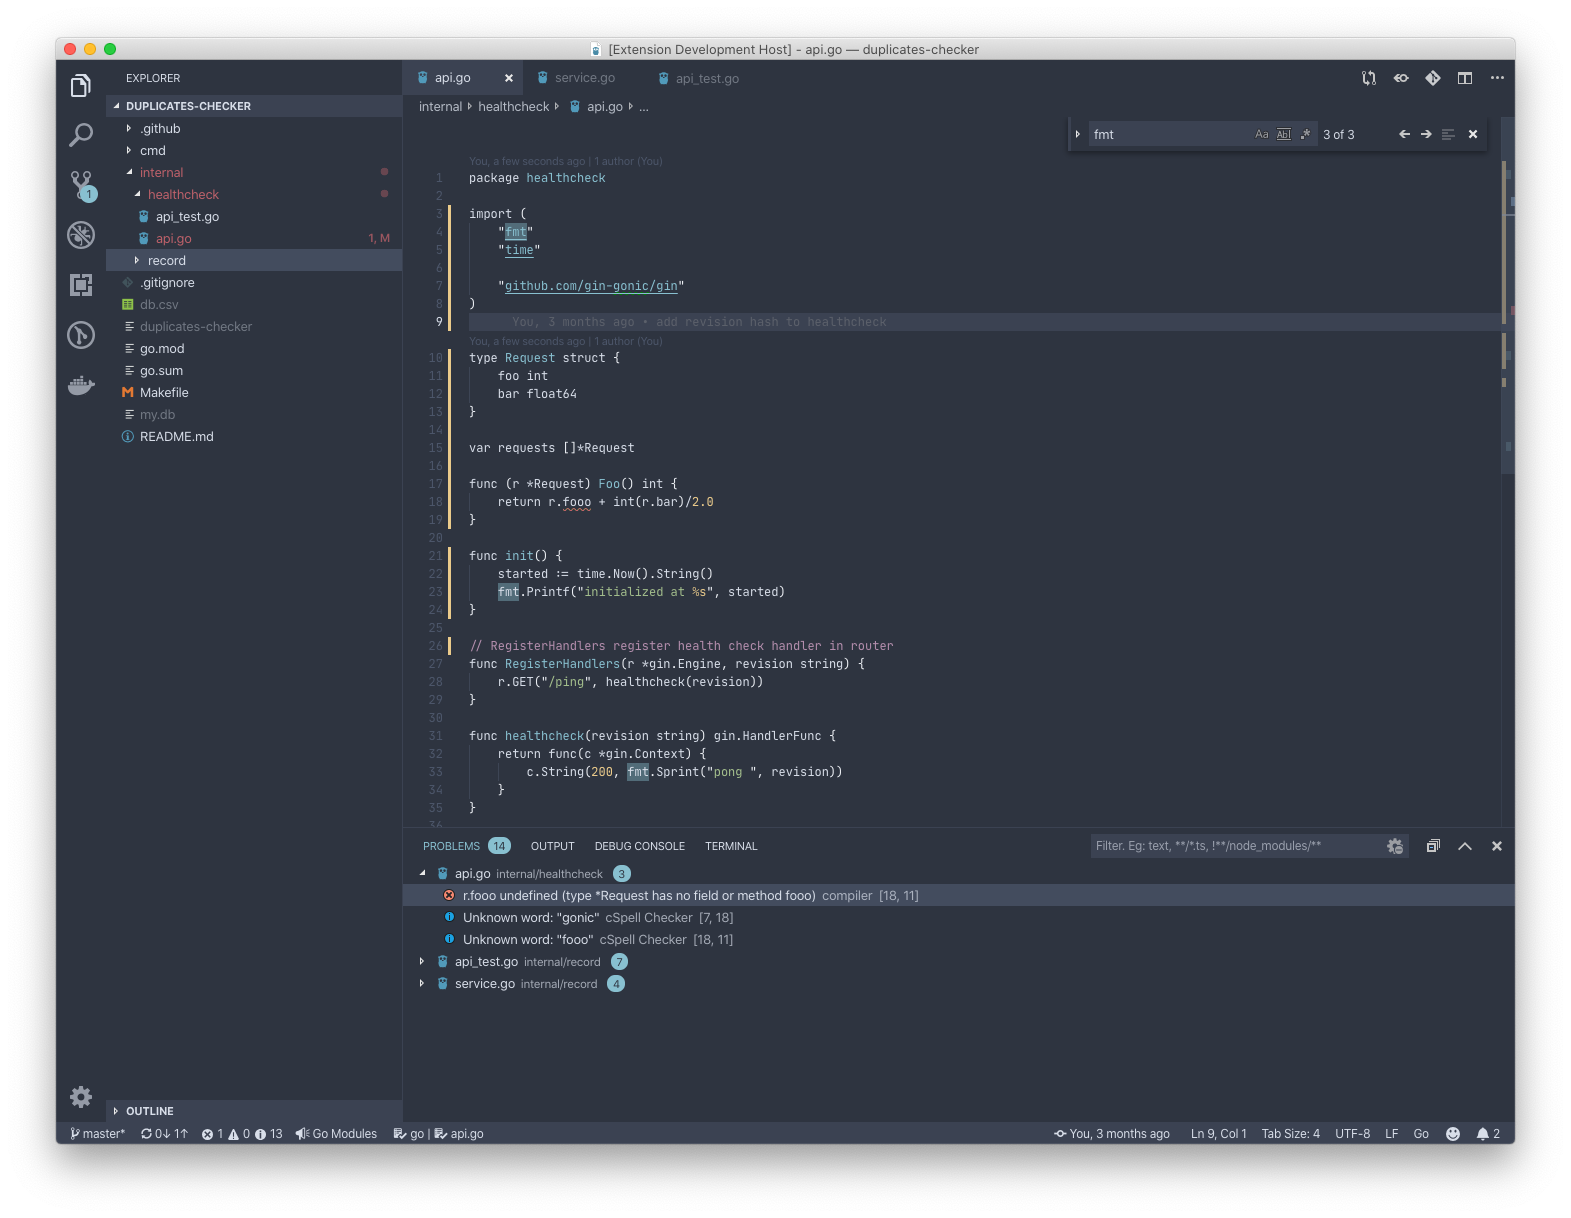 [Extension Development Host] - api.go — duplicates-checker
EXPLORER
DUPLICATES-CHECKER
.github
cmd
internal
healthcheck
api_test.go
api.go 1, M
record
.gitignore
db.csv
duplicates-checker
go.mod
go.sum
Makefile
my.db
README.md
OUTLINE
1
api.go service.go api_test.go
internal healthcheck api.go ...
fmt Aa Abl .* 3 of 3
You, a few seconds ago | 1 author (You)
1 package healthcheck
2
3 import (
4 "fmt"
5 "time"
6
7 "github.com/gin-gonic/gin"
8 )
9 You, 3 months ago • add revision hash to healthcheck
You, a few seconds ago | 1 author (You)
10 type Request struct {
11 foo int
12 bar float64
13 }
14
15 var requests []*Request
16
17 func (r *Request) Foo() int {
18 return r.fooo + int(r.bar)/2.0
19 }
20
21 func init() {
22 started := time.Now().String()
23 fmt.Printf("initialized at %s", started)
24 }
25
26 // RegisterHandlers register health check handler in router
27 func RegisterHandlers(r *gin.Engine, revision string) {
28 r.GET("/ping", healthcheck(revision))
29 }
30
31 func healthcheck(revision string) gin.HandlerFunc {
32 return func(c *gin.Context) {
33 c.String(200, fmt.Sprint("pong ", revision))
34 }
35 }
36
PROBLEMS 14 OUTPUT DEBUG CONSOLE TERMINAL Filter. Eg: text, **/*.ts, !**/node_modules/**
api.go internal/healthcheck 3
r.fooo undefined (type *Request has no field or method fooo) compiler [18, 11]
Unknown word: "gonic" cSpell Checker [7, 18]
Unknown word: "fooo" cSpell Checker [18, 11]
api_test.go internal/record 7
service.go internal/record 4
master* 0↓ 1↑ 1 0 13 Go Modules go | api.go You, 3 months ago Ln 9, Col 1 Tab Size: 4 UTF-8 LF Go 2